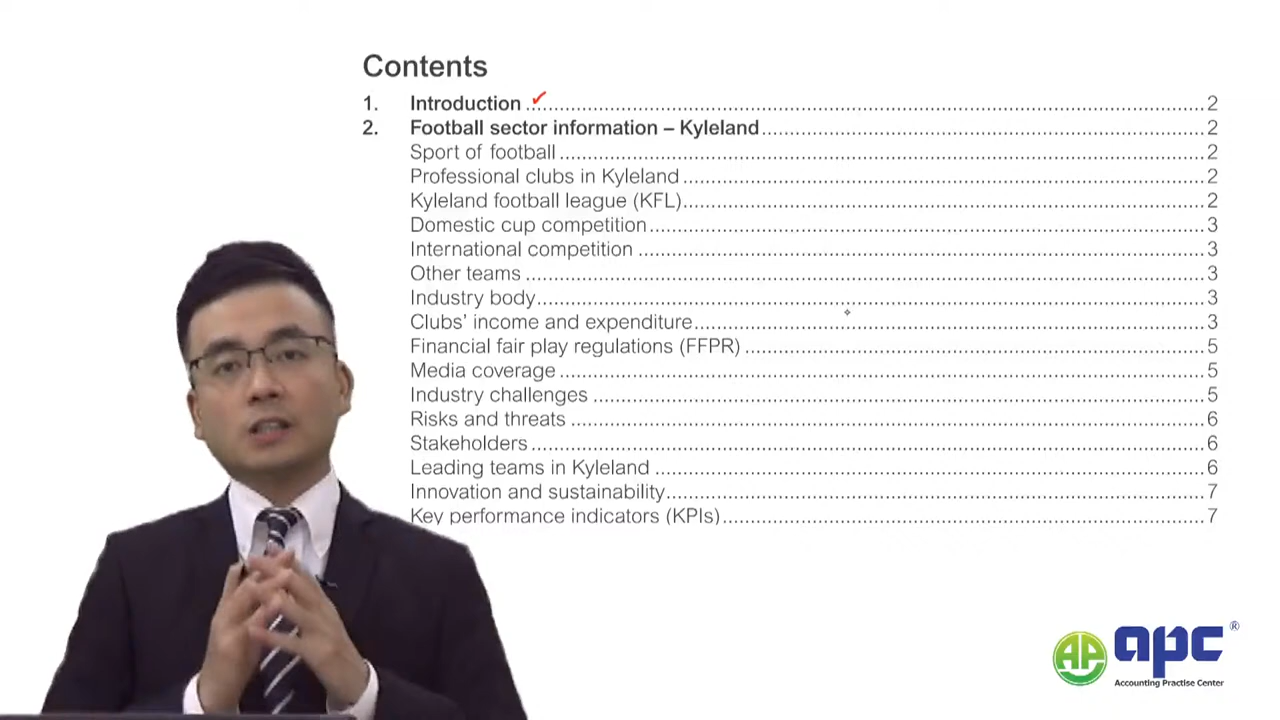 Contents
1. Introduction ........ 2
2. Football sector information – Kyleland ........ 2
Sport of football ........ 2
Professional clubs in Kyleland ........ 2
Kyleland football league (KFL) ........ 2
Domestic cup competition ........ 3
International competition ........ 3
Other teams ........ 3
Industry body ........ 3
Clubs’ income and expenditure ........ 3
Financial fair play regulations (FFPR) ........ 5
Media coverage ........ 5
Industry challenges ........ 5
Risks and threats ........ 6
Stakeholders ........ 6
Leading teams in Kyleland ........ 6
Innovation and sustainability ........ 7
Key performance indicators (KPIs) ........ 7
AP apc ®
Accounting Practise Center